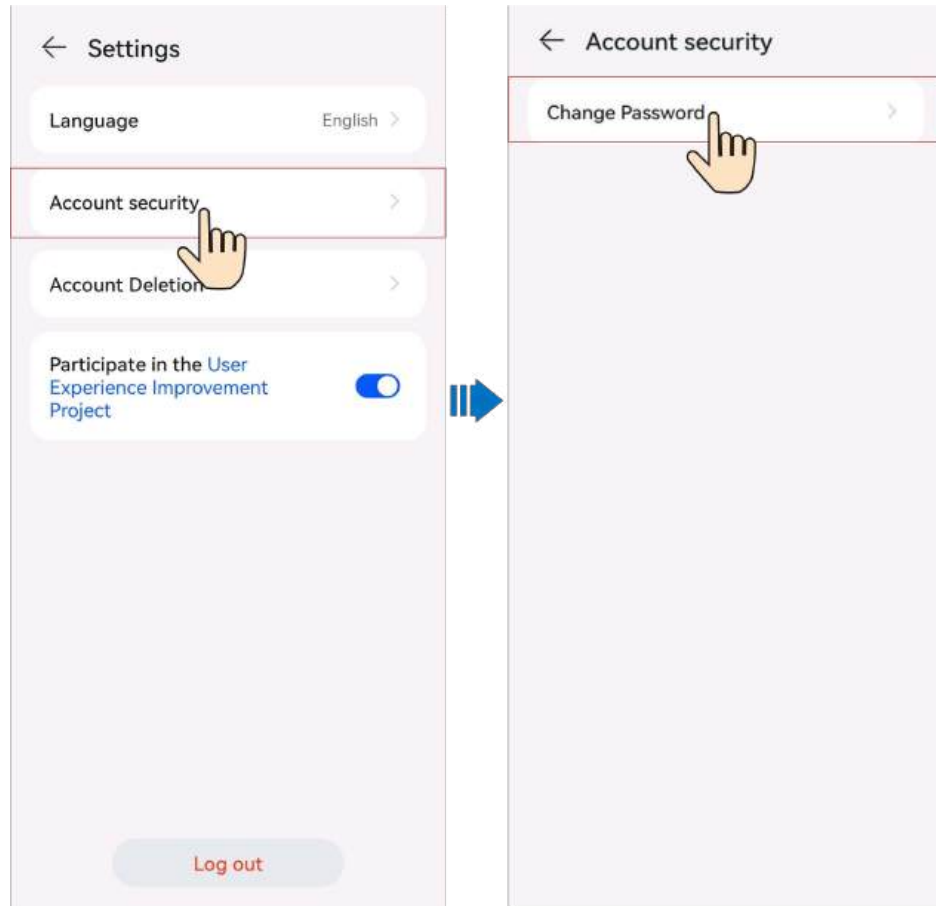 Settings
Language English
Account security
Account Deletion
Participate in the User
Experience Improvement
Project
Log out
Account security
Change Password